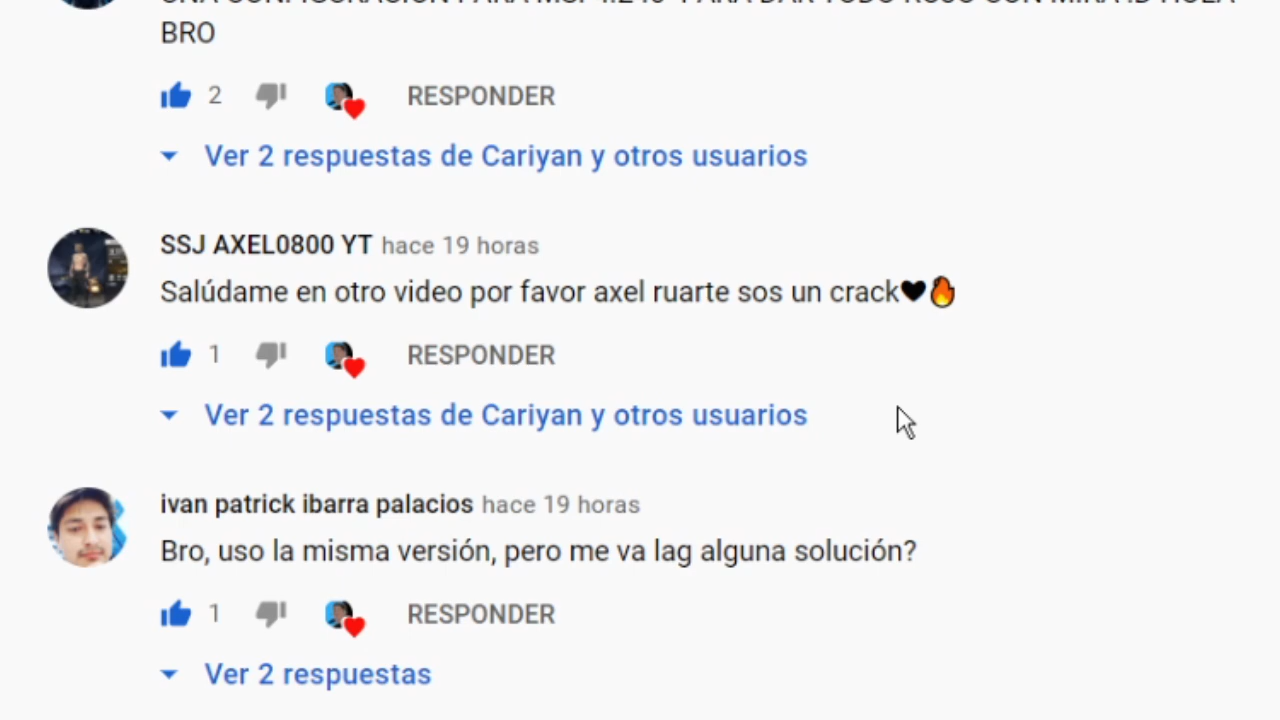 BRO
2
RESPONDER
Ver 2 respuestas de Cariyan y otros usuarios
SSJ AXEL0800 YT hace 19 horas
Salúdame en otro video por favor axel ruarte sos un crack🖤🔥
1
RESPONDER
Ver 2 respuestas de Cariyan y otros usuarios
ivan patrick ibarra palacios hace 19 horas
Bro, uso la misma versión, pero me va lag alguna solución?
1
RESPONDER
Ver 2 respuestas